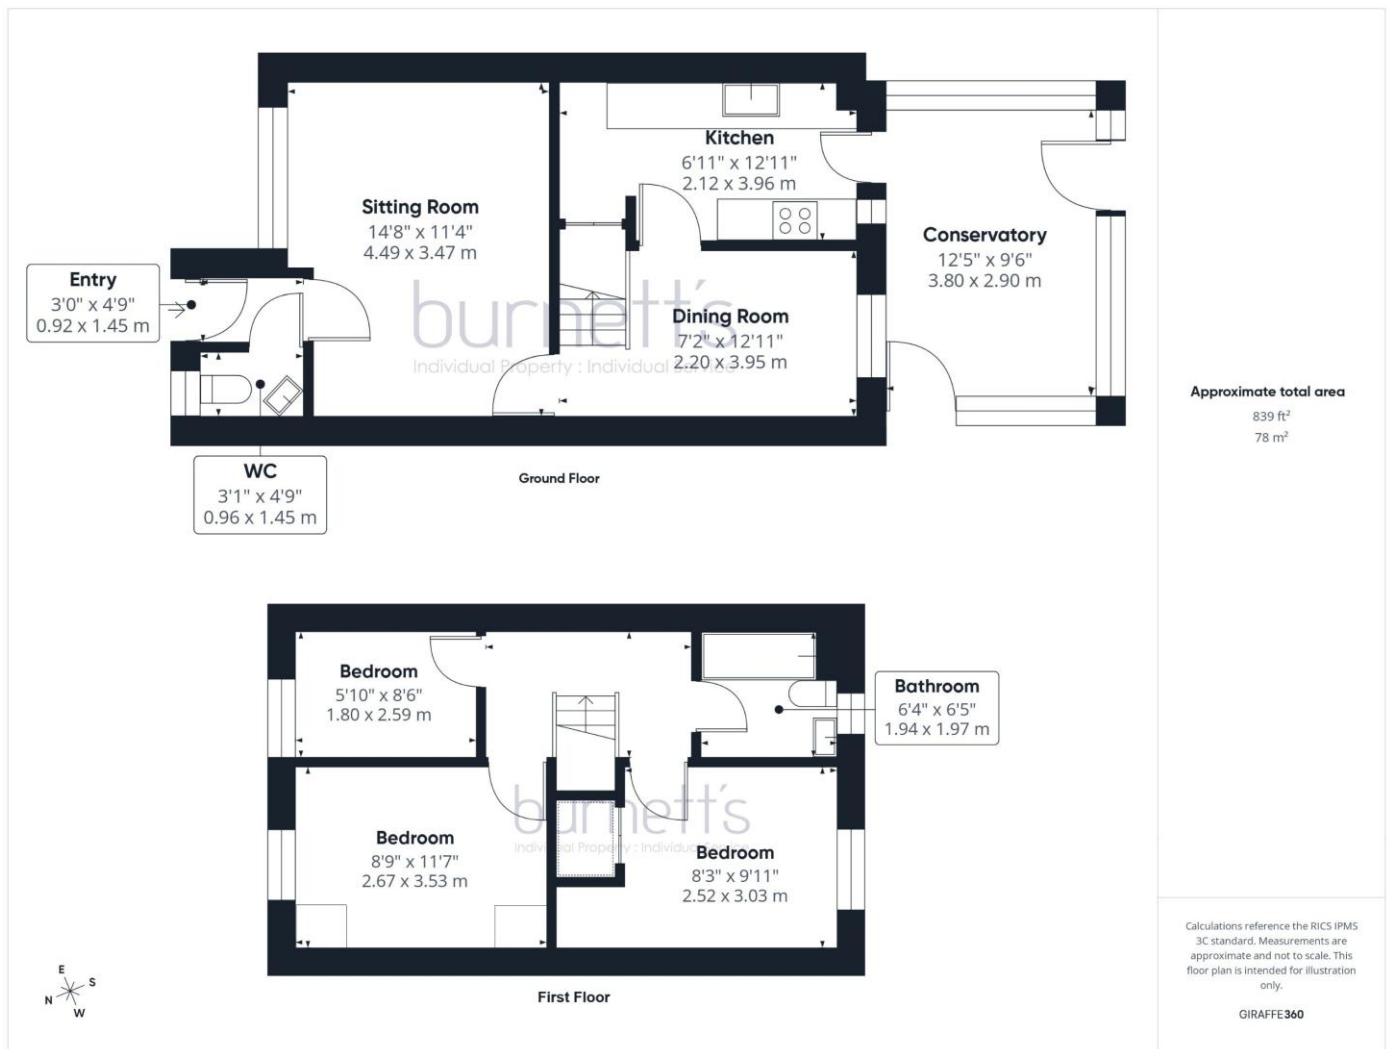 Entry
3'0" x 4'9"
0.92 x 1.45 m
Sitting Room
14'8" x 11'4"
4.49 x 3.47 m
Kitchen
6'11" x 12'11"
2.12 x 3.96 m
Conservatory
12'5" x 9'6"
3.80 x 2.90 m
Dining Room
7'2" x 12'11"
2.20 x 3.95 m
burnett's
Individual Property : Individual Service
WC
3'1" x 4'9"
0.96 x 1.45 m
Ground Floor
Bedroom
5'10" x 8'6"
1.80 x 2.59 m
Bathroom
6'4" x 6'5"
1.94 x 1.97 m
Bedroom
8'9" x 11'7"
2.67 x 3.53 m
burnett's
Individual Property : Individual Service
Bedroom
8'3" x 9'11"
2.52 x 3.03 m
First Floor
E
S
N
W
Approximate total area
839 ft²
78 m²
Calculations reference the RICS IPMS
3C standard. Measurements are
approximate and not to scale. This
floor plan is intended for illustration
only.
GIRAFFE360